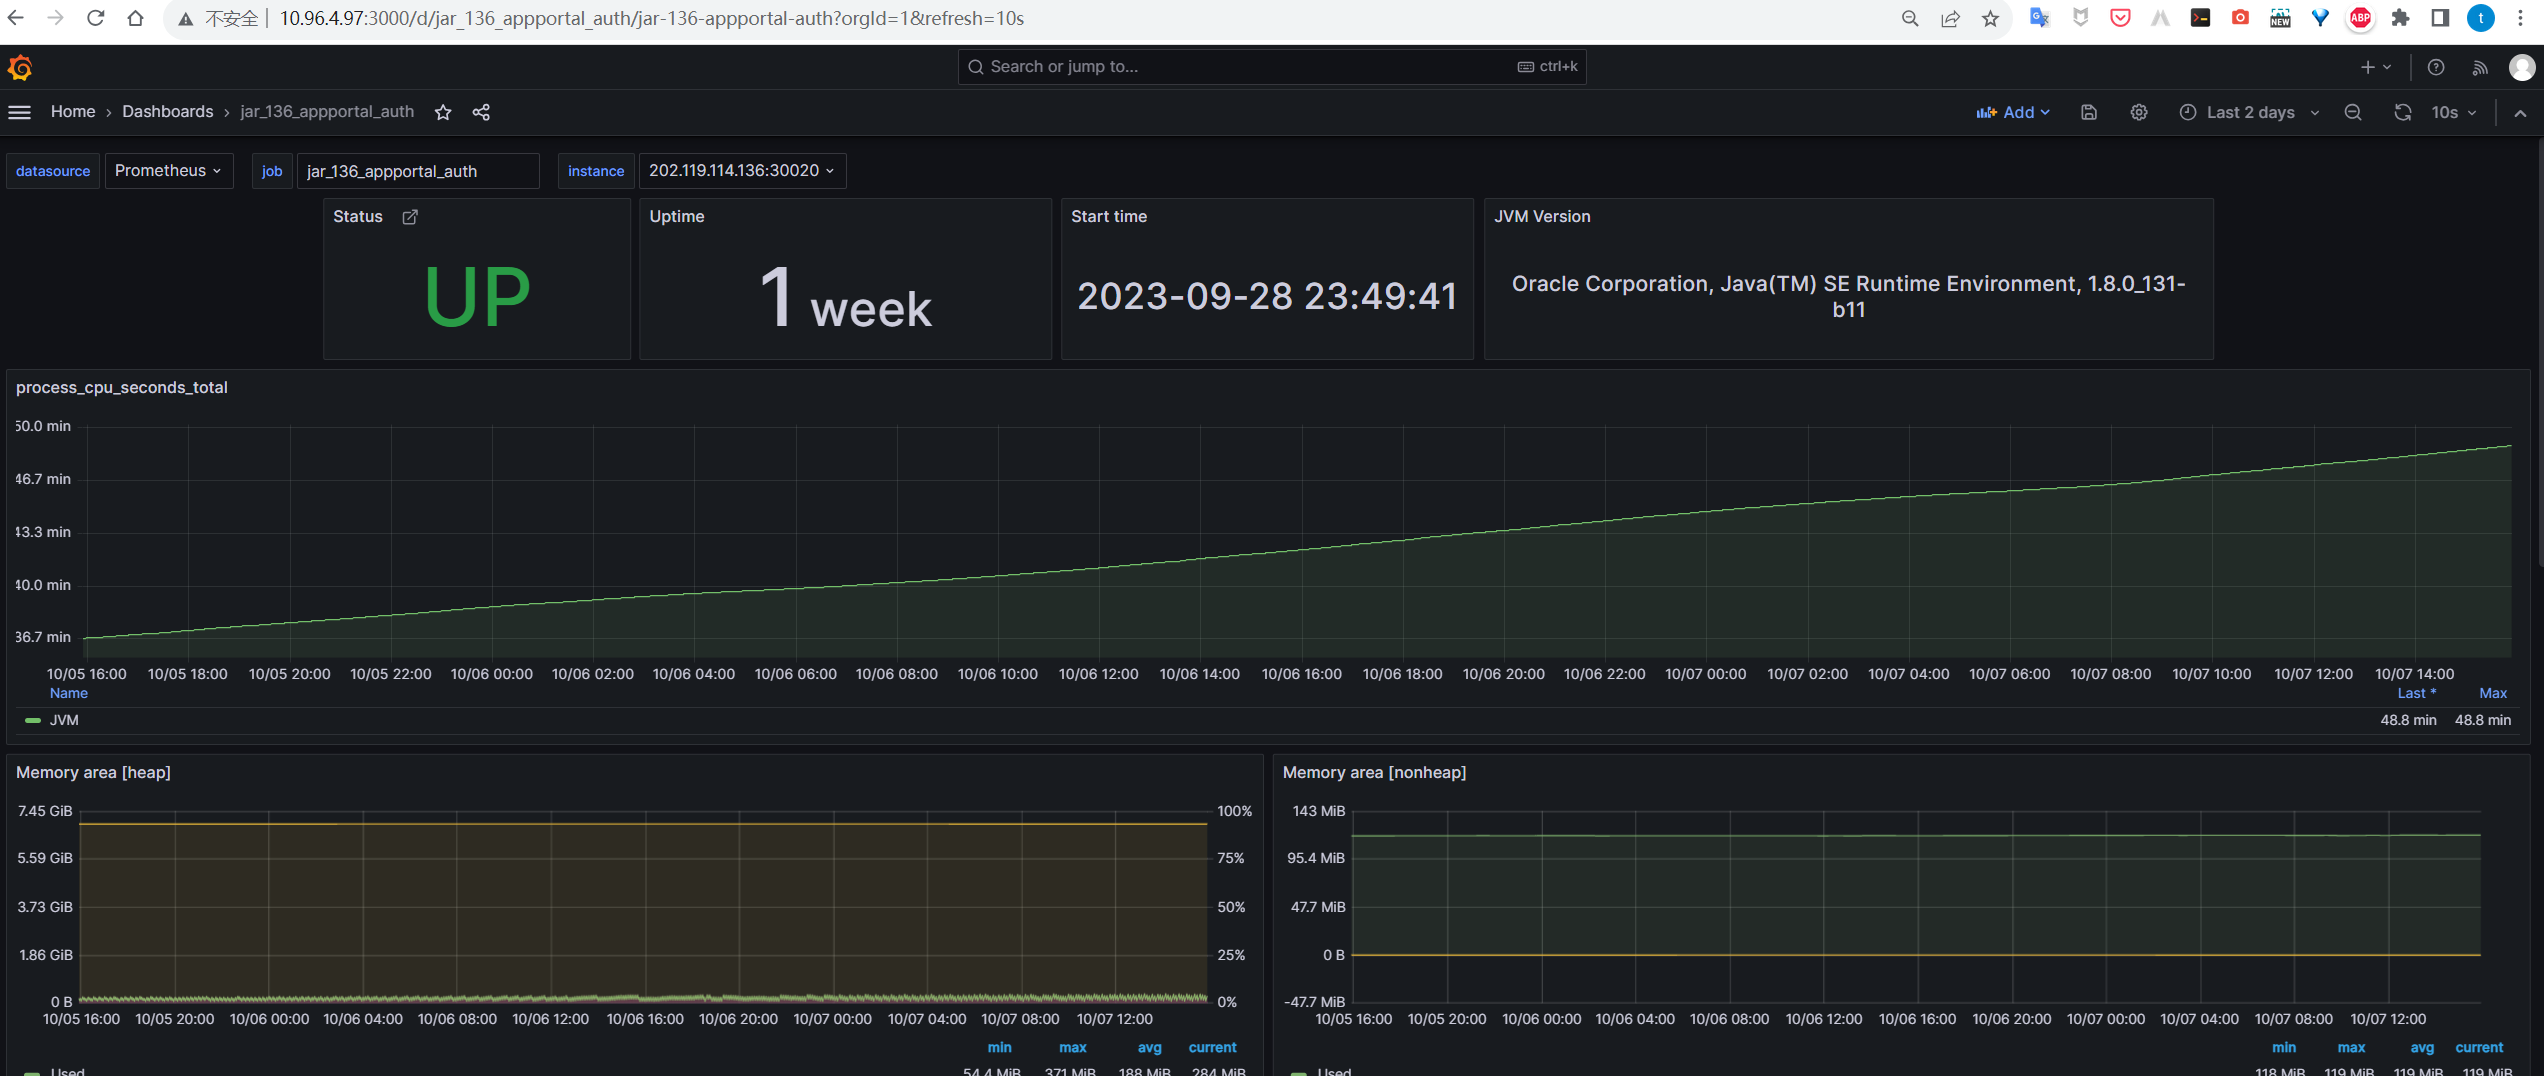 不安全 10.96.4.97:3000/d/jar_136_appportal_auth/jar-136-appportal-auth?orgId=1&refresh=10s
NEW ABP t
Search or jump to... ctrl+k
Home › Dashboards › jar_136_appportal_auth Add Last 2 days 10s
datasource Prometheus job jar_136_appportal_auth instance 202.119.114.136:30020
Status Uptime Start time JVM Version
UP
1 week
2023-09-28 23:49:41
Oracle Corporation, Java(TM) SE Runtime Environment, 1.8.0_131-
b11
process_cpu_seconds_total
50.0 min
46.7 min
43.3 min
40.0 min
36.7 min
10/05 16:00 10/05 18:00 10/05 20:00 10/05 22:00 10/06 00:00 10/06 02:00 10/06 04:00 10/06 06:00 10/06 08:00 10/06 10:00 10/06 12:00 10/06 14:00 10/06 16:00 10/06 18:00 10/06 20:00 10/06 22:00 10/07 00:00 10/07 02:00 10/07 04:00 10/07 06:00 10/07 08:00 10/07 10:00 10/07 12:00 10/07 14:00
Name Last * Max
JVM 48.8 min 48.8 min
Memory area [heap]
7.45 GiB 100%
5.59 GiB 75%
3.73 GiB 50%
1.86 GiB 25%
0 B 0%
10/05 16:00 10/05 20:00 10/06 00:00 10/06 04:00 10/06 08:00 10/06 12:00 10/06 16:00 10/06 20:00 10/07 00:00 10/07 04:00 10/07 08:00 10/07 12:00
min max avg current
Used 54.4 MiB 371 MiB 188 MiB 284 MiB
Memory area [nonheap]
143 MiB
95.4 MiB
47.7 MiB
0 B
-47.7 MiB
10/05 16:00 10/05 20:00 10/06 00:00 10/06 04:00 10/06 08:00 10/06 12:00 10/06 16:00 10/06 20:00 10/07 00:00 10/07 04:00 10/07 08:00 10/07 12:00
min max avg current
Used 118 MiB 119 MiB 119 MiB 119 MiB